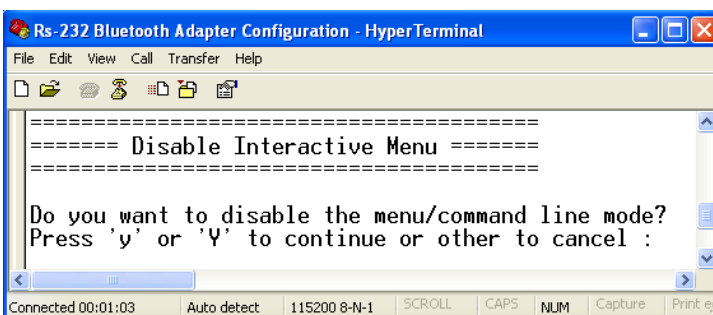 Rs-232 Bluetooth Adapter Configuration - HyperTerminal
File Edit View Call Transfer Help
========================================
======= Disable Interactive Menu =======
========================================
Do you want to disable the menu/command line mode?
Press 'y' or 'Y' to continue or other to cancel :
Connected 00:01:03 Auto detect 115200 8-N-1 SCROLL CAPS NUM Capture Print e